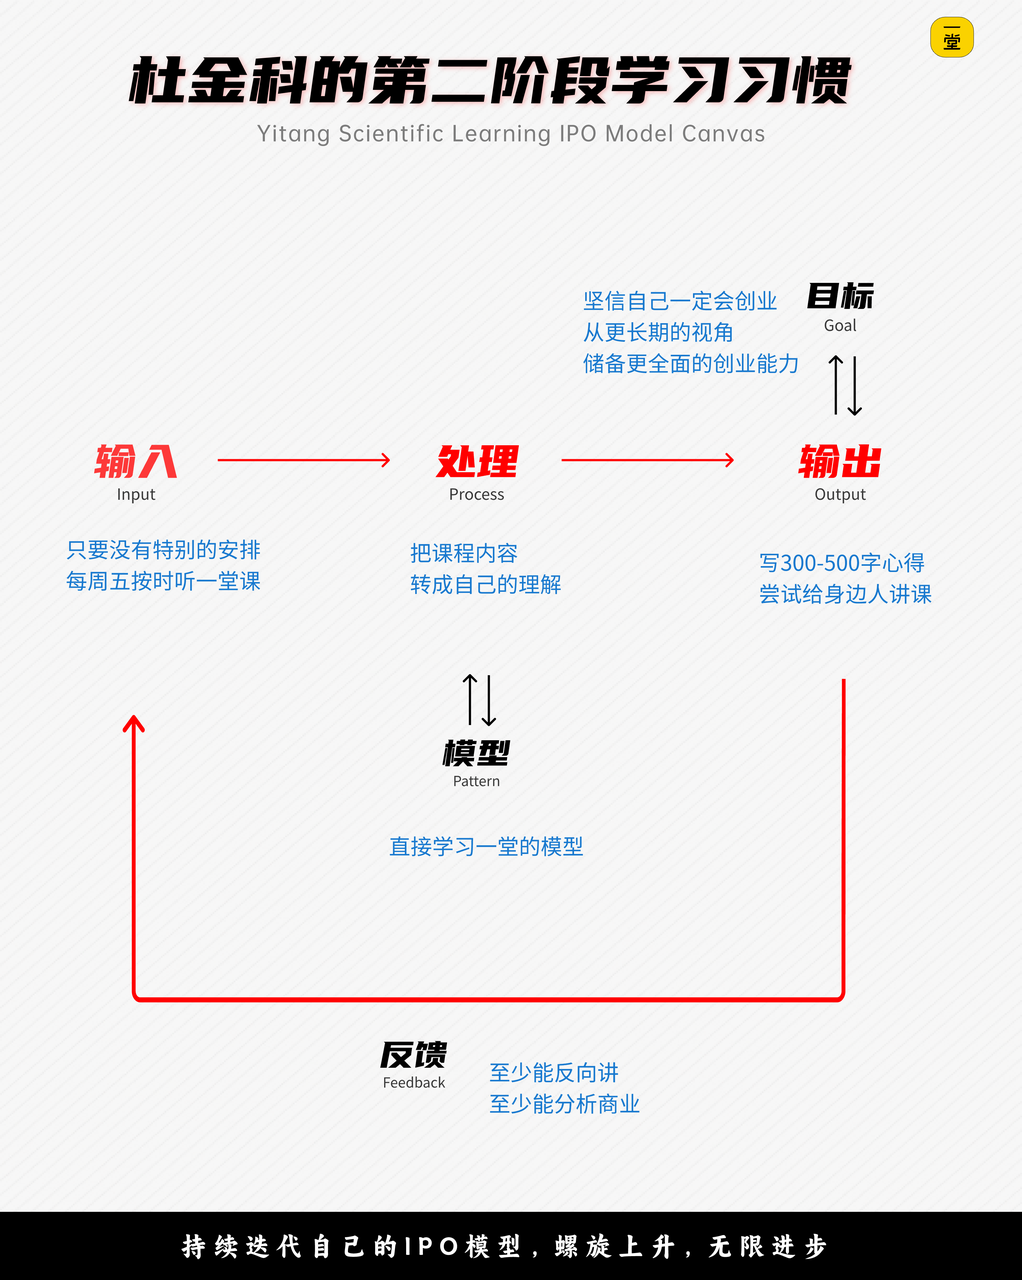 一
堂
杜金科的第二阶段学习习惯
Yitang Scientific Learning IPO Model Canvas
坚信自己一定会创业
从更长期的视角
储备更全面的创业能力
目标
Goal
输入
Input
处理
Process
输出
Output
只要没有特别的安排
每周五按时听一堂课
把课程内容
转成自己的理解
写300-500字心得
尝试给身边人讲课
模型
Pattern
直接学习一堂的模型
反馈
Feedback
至少能反向讲
至少能分析商业
持续迭代自己的IPO模型，螺旋上升，无限进步